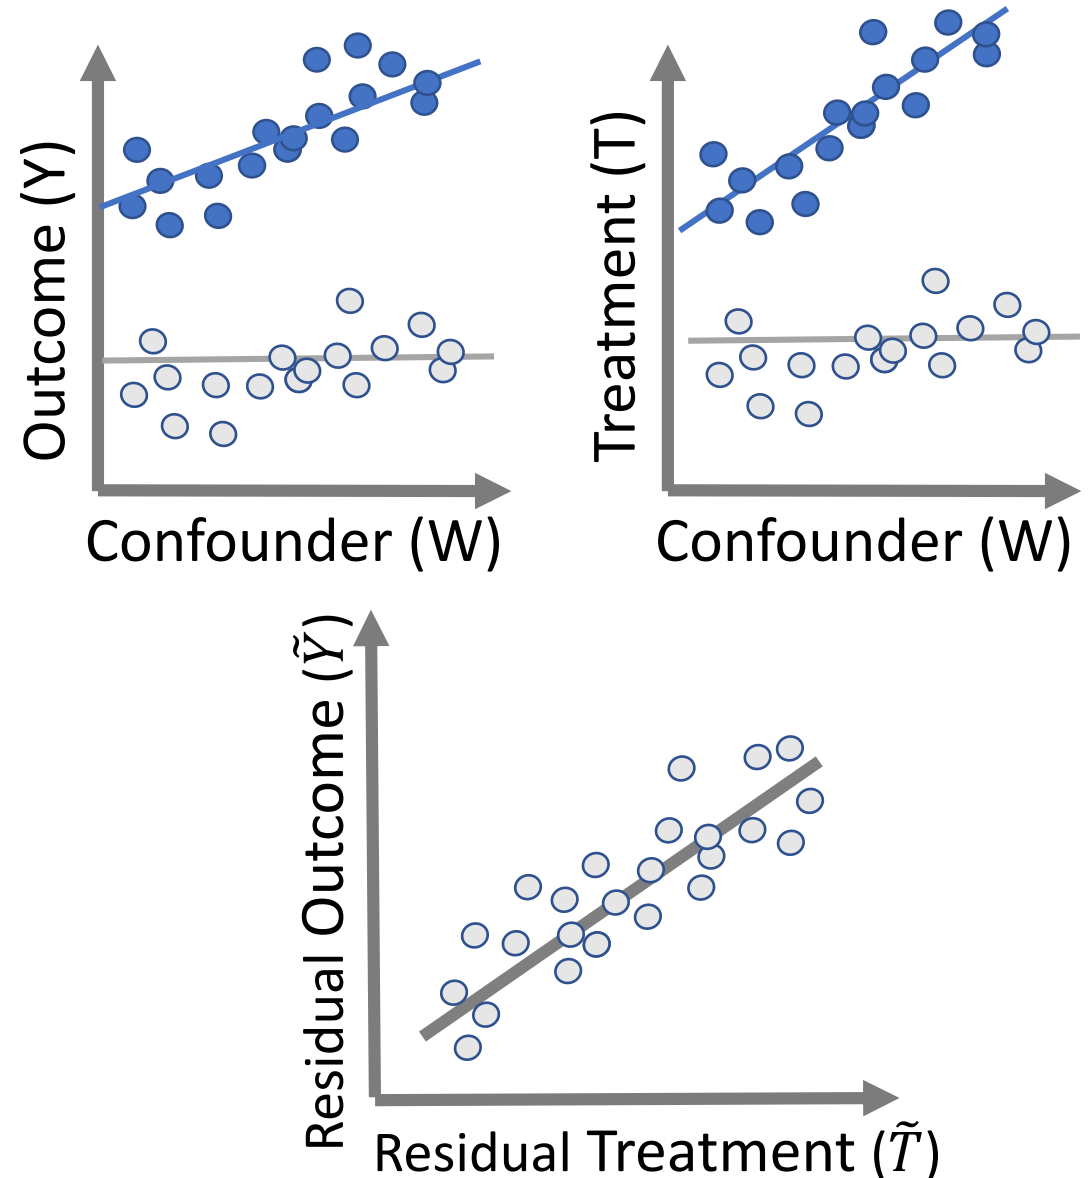 Outcome (Y)
Confounder (W)
Treatment (T)
Confounder (W)
Residual Outcome (Ỹ)
Residual Treatment (T̃)